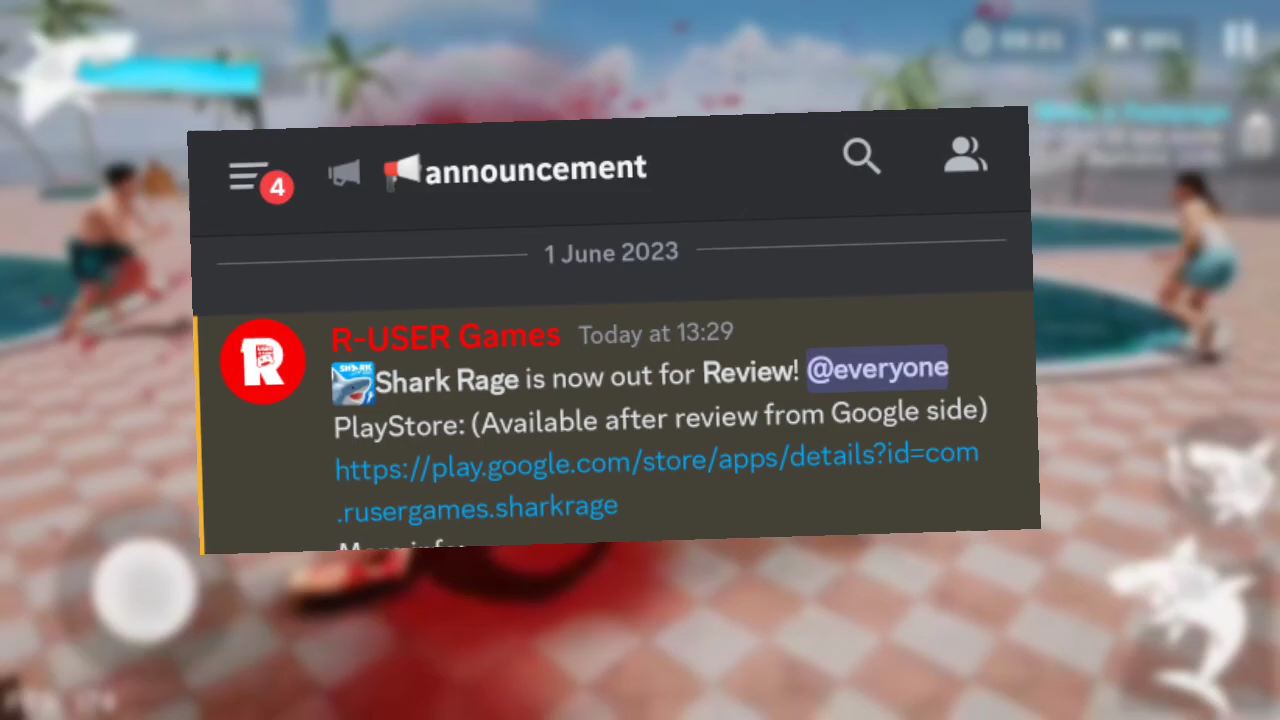 4 announcement
1 June 2023
R-USER Games Today at 13:29
Shark Rage is now out for Review! @everyone
PlayStore: (Available after review from Google side)
https://play.google.com/store/apps/details?id=com
.rusergames.sharkrage